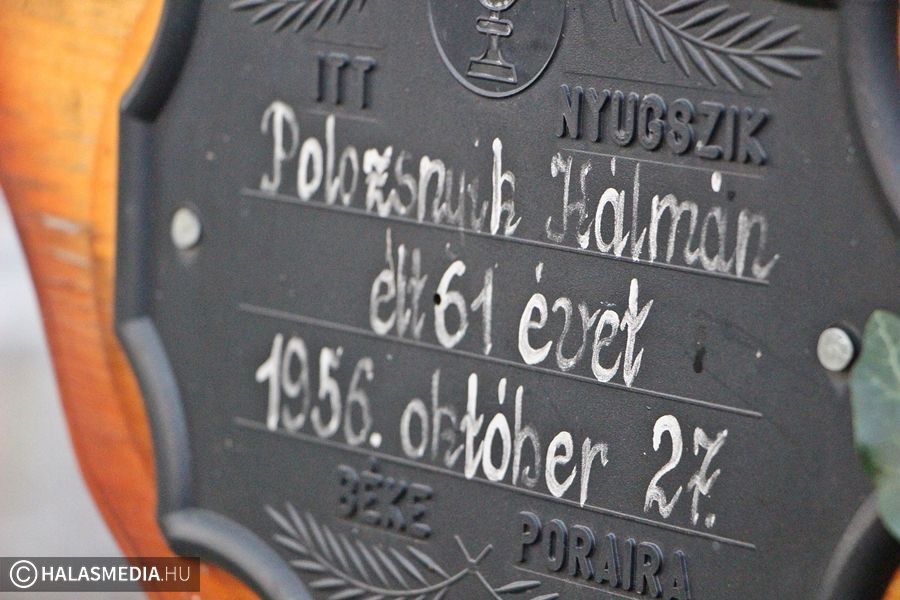 ITT NYUGSZIK
Polozsnyik Kálmán
élt 61 évet
1956. október 27.
BÉKE PORAIRA
©HALASMEDIA.HU